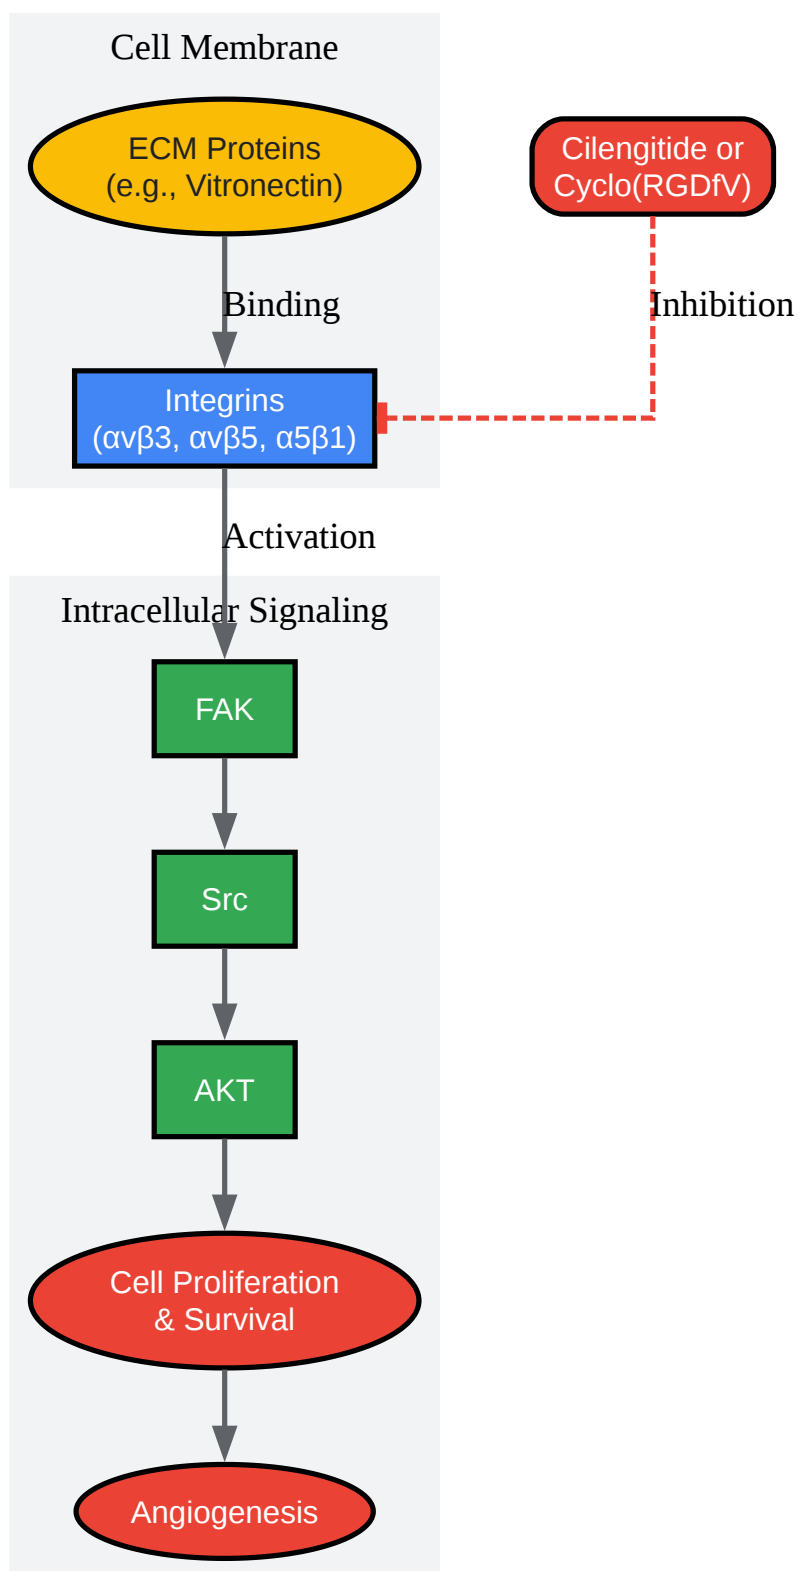 Cell Membrane
ECM Proteins
(e.g., Vitronectin)
Cilengitide or
Cyclo(RGDfV)
Binding
Inhibition
Integrins
(αvβ3, αvβ5, α5β1)
Activation
Intracellular Signaling
FAK
Src
AKT
Cell Proliferation
& Survival
Angiogenesis